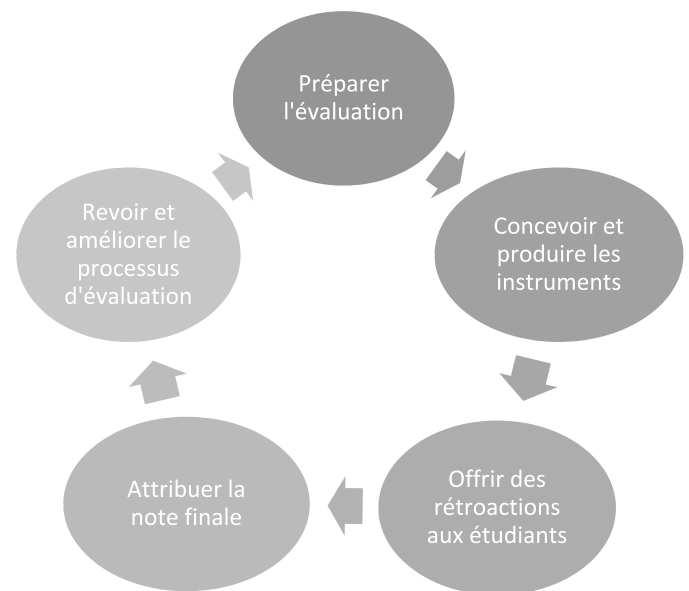 Préparer
l'évaluation
Concevoir et
produire les
instruments
Offrir des
rétroactions
aux étudiants
Attribuer la
note finale
Revoir et
améliorer le
processus
d'évaluation